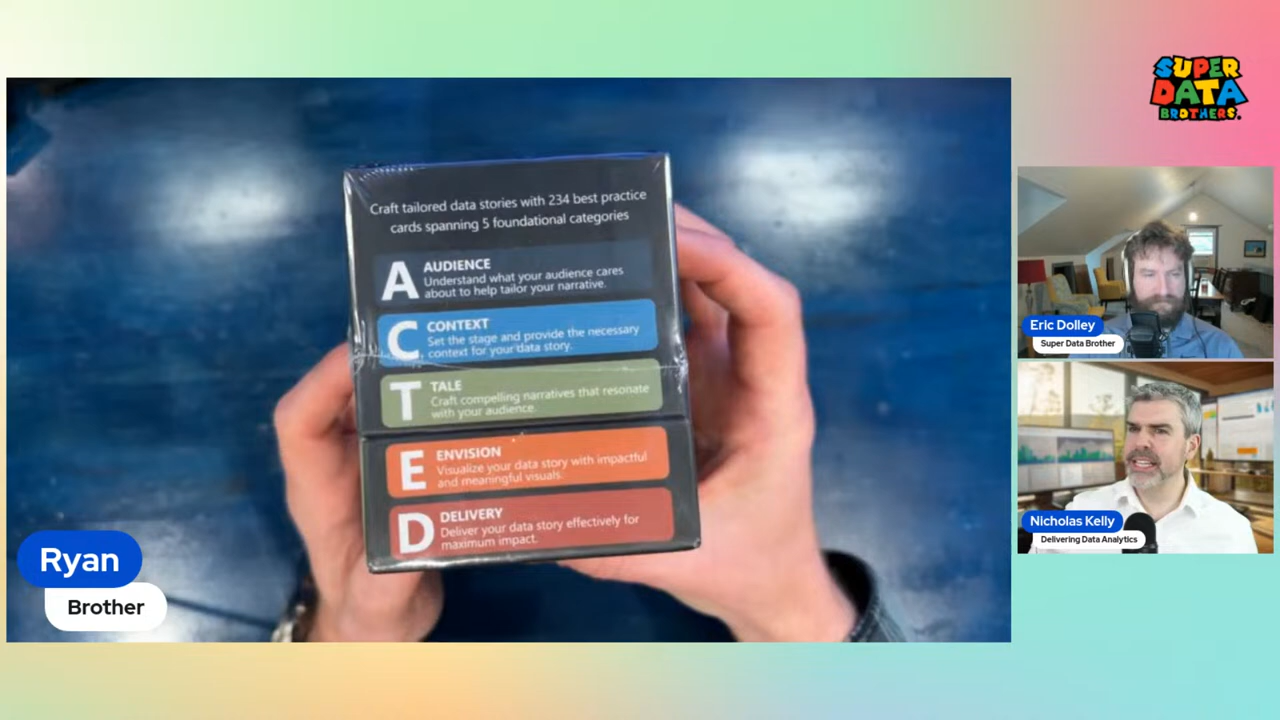 SUPER
DATA
BROTHERS.
Craft tailored data stories with 234 best practice
cards spanning 5 foundational categories
A
AUDIENCE
Understand what your audience cares
about to help tailor your narrative.
C
CONTEXT
Set the stage and provide the necessary
context for your data story.
T
TALE
Craft compelling narratives that resonate
with your audience.
E
ENVISION
Visualize your data story with impactful
and meaningful visuals.
D
DELIVERY
Deliver your data story effectively for
maximum impact.
Ryan
Brother
Eric Dolley
Super Data Brother
Nicholas Kelly
Delivering Data Analytics